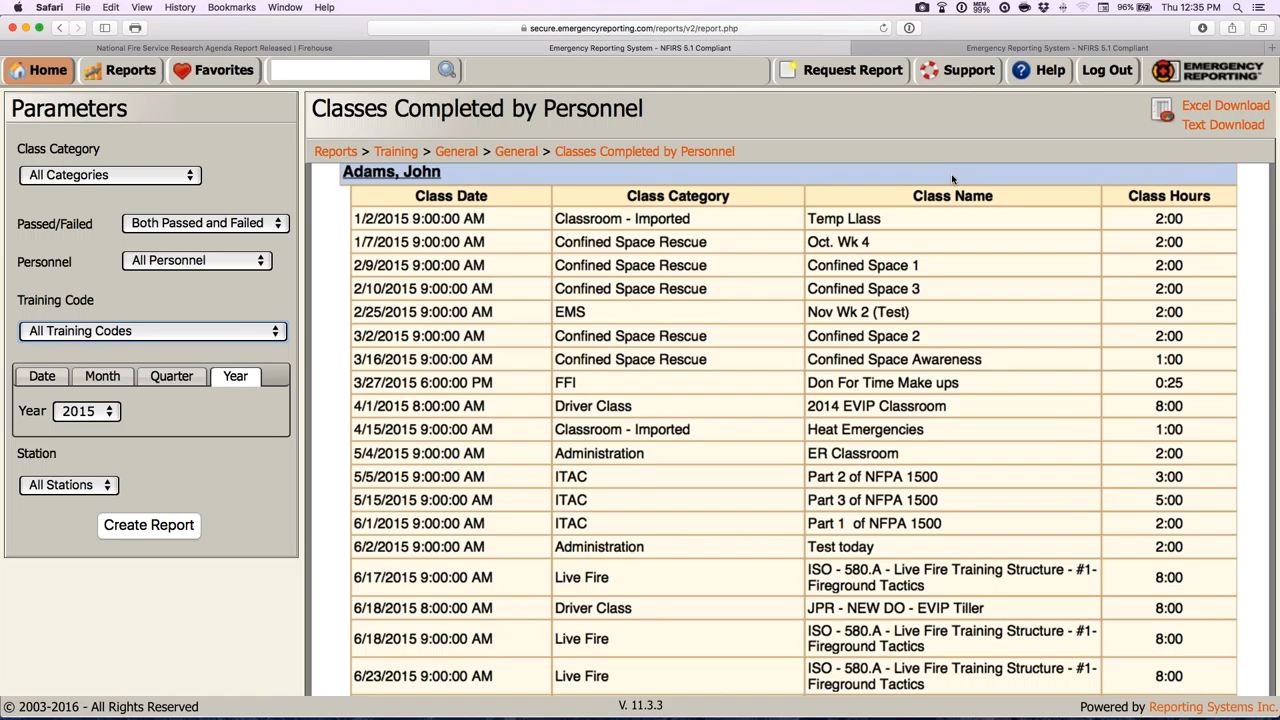 Safari File Edit View History Bookmarks Window Help 96% Thu 12:35 PM
secure.emergencyreporting.com/reports/v2/report.php
National Fire Service Research Agenda Report Released | Firehouse Emergency Reporting System - NFIRS 5.1 Compliant Emergency Reporting System - NFIRS 5.1 Compliant
Home Reports Favorites Request Report Support Help Log Out EMERGENCY REPORTING
Parameters
Class Category
All Categories
Passed/Failed Both Passed and Failed
Personnel All Personnel
Training Code
All Training Codes
Date Month Quarter Year
Year 2015
Station
All Stations
Create Report
Classes Completed by Personnel
Excel Download
Text Download
Reports > Training > General > General > Classes Completed by Personnel
Adams, John
Class Date Class Category Class Name Class Hours
1/2/2015 9:00:00 AM Classroom - Imported Temp Llass 2:00
1/7/2015 9:00:00 AM Confined Space Rescue Oct. Wk 4 2:00
2/9/2015 9:00:00 AM Confined Space Rescue Confined Space 1 2:00
2/10/2015 9:00:00 AM Confined Space Rescue Confined Space 3 2:00
2/25/2015 9:00:00 AM EMS Nov Wk 2 (Test) 2:00
3/2/2015 9:00:00 AM Confined Space Rescue Confined Space 2 2:00
3/16/2015 9:00:00 AM Confined Space Rescue Confined Space Awareness 1:00
3/27/2015 6:00:00 PM FFI Don For Time Make ups 0:25
4/1/2015 8:00:00 AM Driver Class 2014 EVIP Classroom 8:00
4/15/2015 9:00:00 AM Classroom - Imported Heat Emergencies 1:00
5/4/2015 9:00:00 AM Administration ER Classroom 2:00
5/5/2015 9:00:00 AM ITAC Part 2 of NFPA 1500 3:00
5/15/2015 9:00:00 AM ITAC Part 3 of NFPA 1500 5:00
6/1/2015 9:00:00 AM ITAC Part 1 of NFPA 1500 2:00
6/2/2015 9:00:00 AM Administration Test today 2:00
6/17/2015 9:00:00 AM Live Fire ISO - 580.A - Live Fire Training Structure - #1-
Fireground Tactics 8:00
6/18/2015 8:00:00 AM Driver Class JPR - NEW DO - EVIP Tiller 8:00
6/18/2015 9:00:00 AM Live Fire ISO - 580.A - Live Fire Training Structure - #1-
Fireground Tactics 8:00
6/23/2015 9:00:00 AM Live Fire ISO - 580.A - Live Fire Training Structure - #1-
Fireground Tactics 8:00
© 2003-2016 - All Rights Reserved V. 11.3.3 Powered by Reporting Systems Inc.